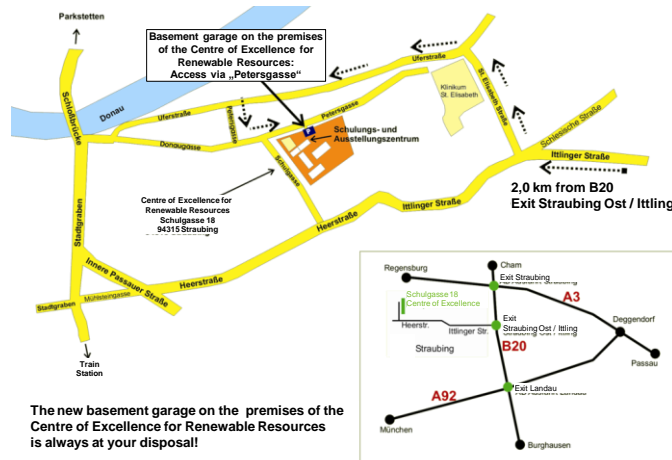 Parkstetten
Basement garage on the premises
of the Centre of Excellence for
Renewable Resources:
Access via „Petersgasse“
Uferstraße
Schloßbrücke
Donau
Klinikum
St. Elisabeth
St. Elisabeth Straße
Schlesische Straße
Uferstraße
Petersgasse
Petersgasse
P
Schulungs- und
Ausstellungszentrum
Donaugasse
Ittlinger Straße
2,0 km from B20
Exit Straubing Ost / Ittling
Schulgasse
Centre of Excellence for
Renewable Resources
Schulgasse 18
94315 Straubing
Ittlinger Straße
Heerstraße
Stadtgraben
Innere Passauer Straße
Heerstraße
Stadtgraben
Mühlsteingasse
Train
Station
Regensburg
Cham
Exit Straubing
A3
Schulgasse 18
Centre of Excellence
Heerstr.
Ittlinger Str.
Exit
Straubing Ost / Ittling
Deggendorf
Straubing
B20
Passau
Exit Landau
A92
München
Burghausen
The new basement garage on the premises of the
Centre of Excellence for Renewable Resources
is always at your disposal!